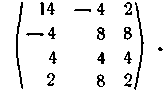 14 — 4 2
— 4 8 8
4 4 4
2 8 2 .